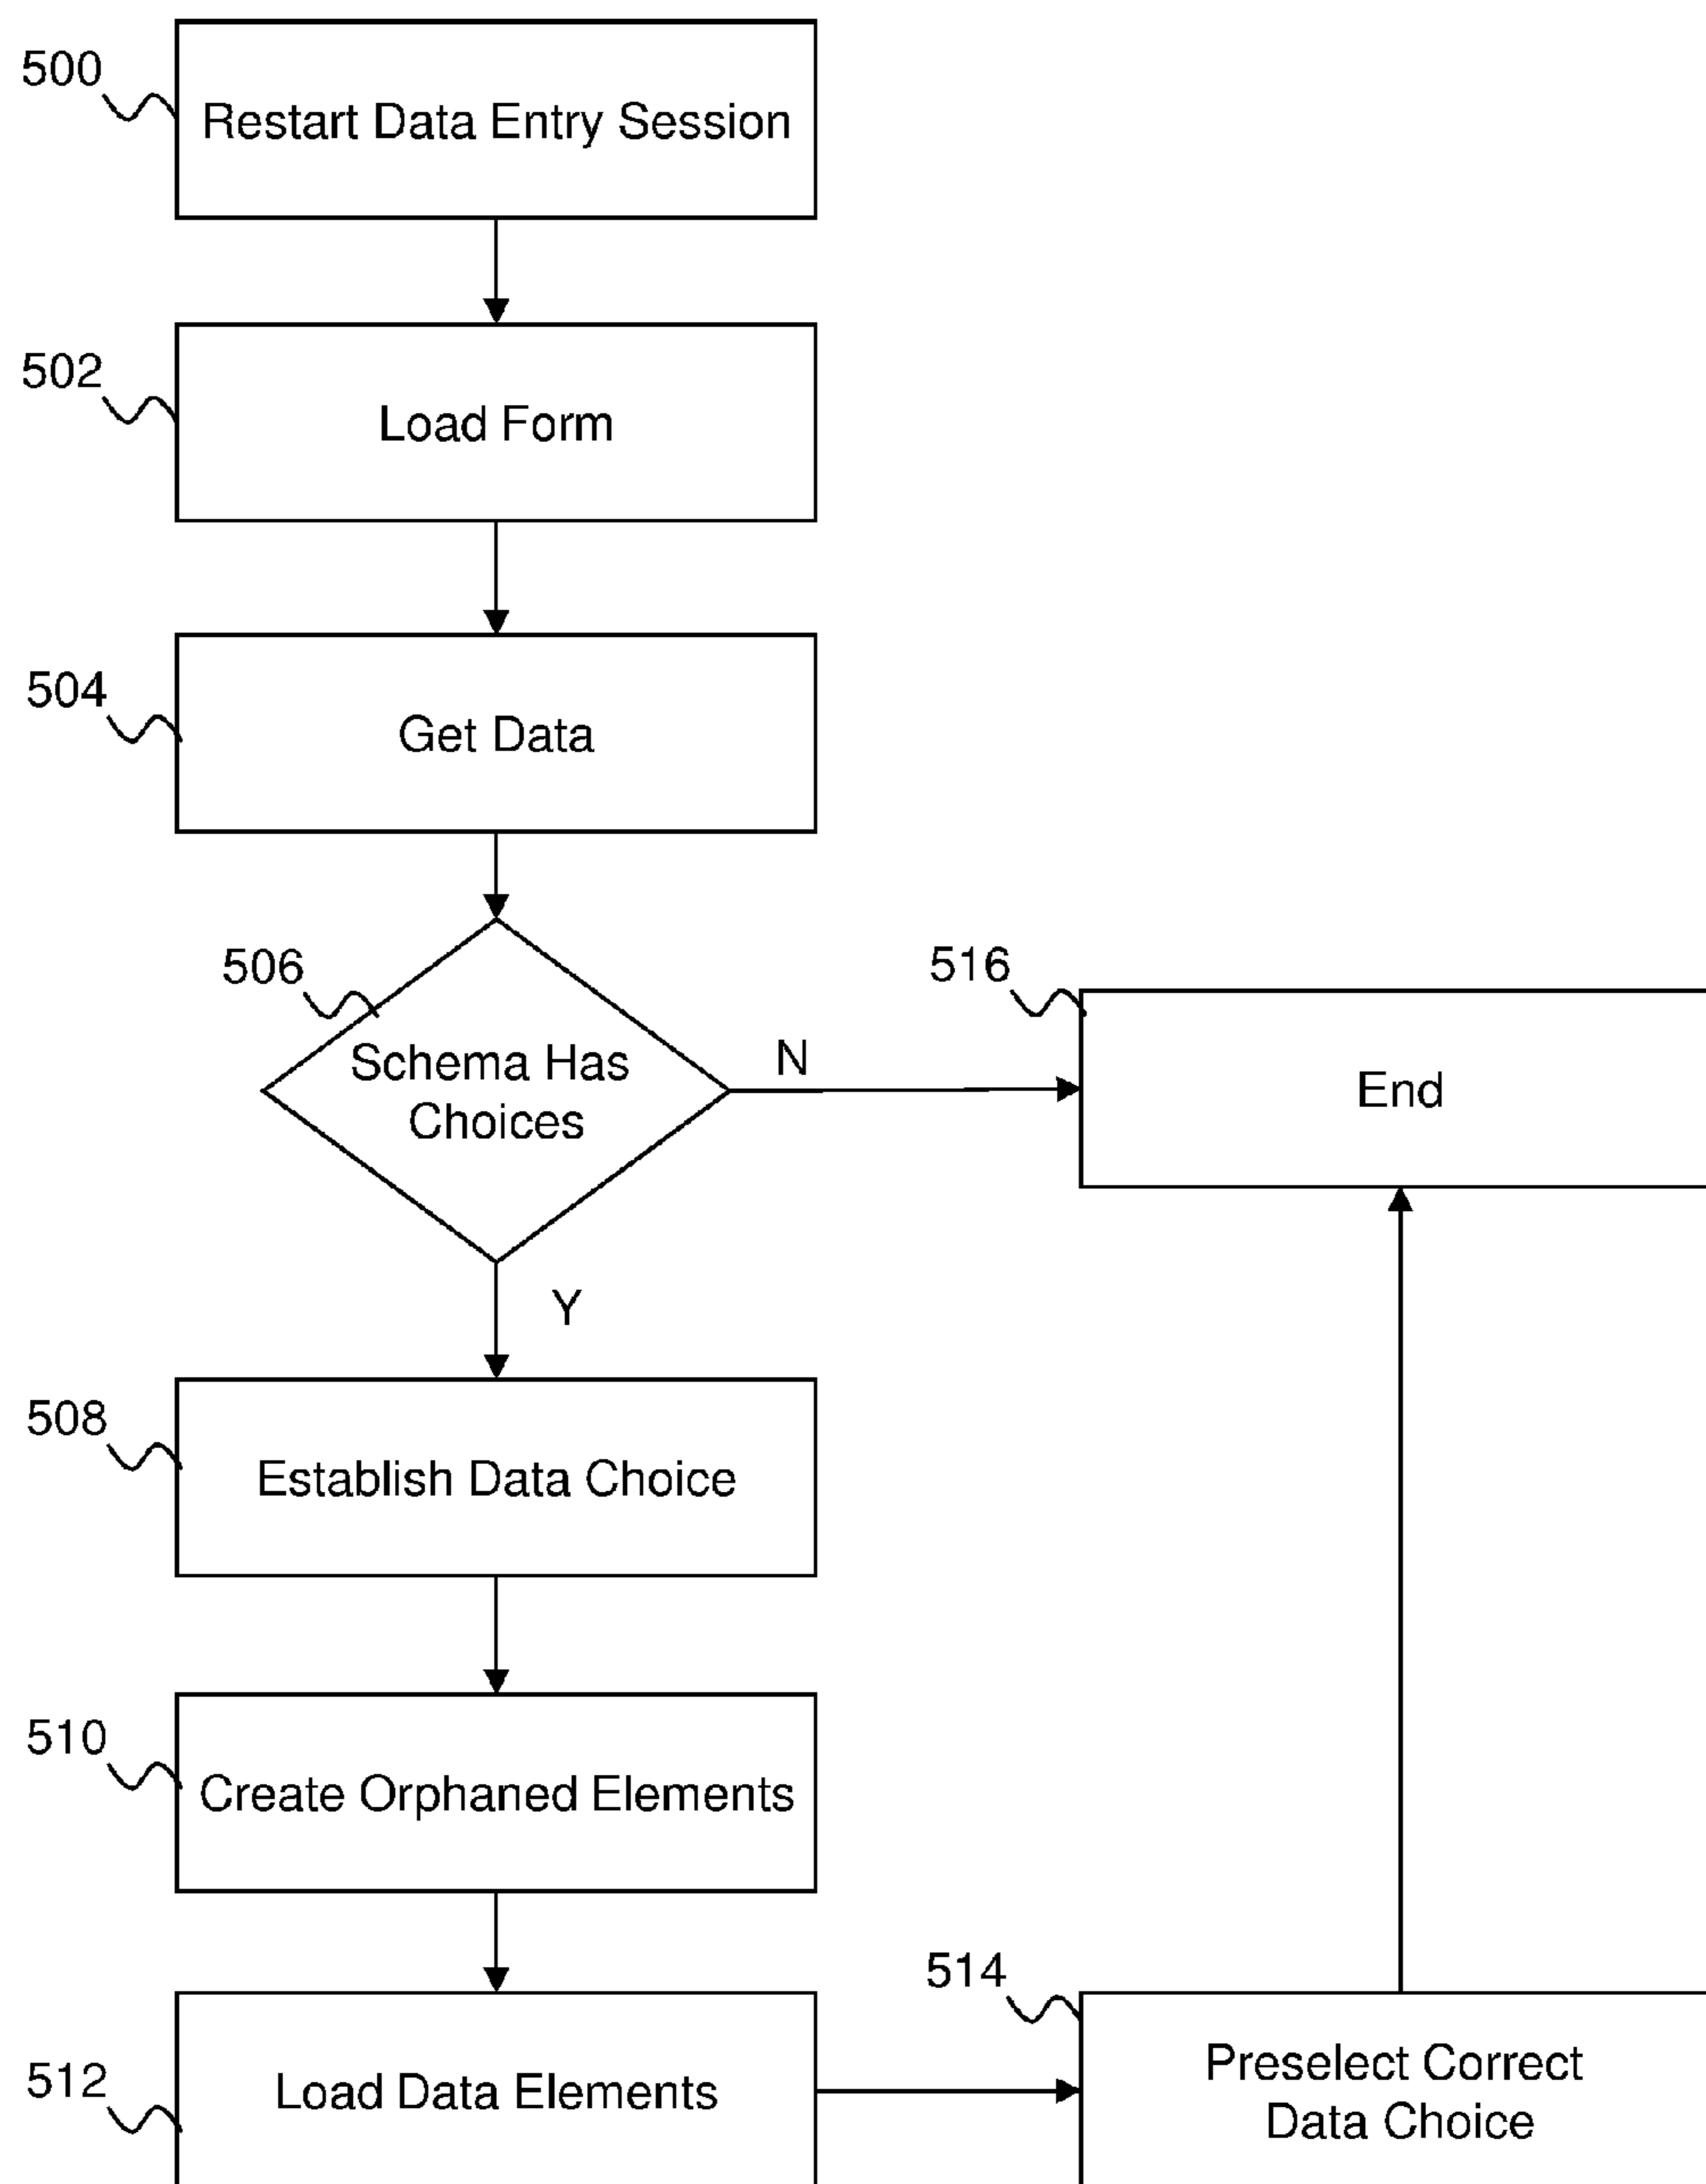 500
Restart Data Entry Session
502
Load Form
504
Get Data
506
Schema Has
Choices
N
516
End
Y
508
Establish Data Choice
510
Create Orphaned Elements
512
Load Data Elements
514
Preselect Correct
Data Choice